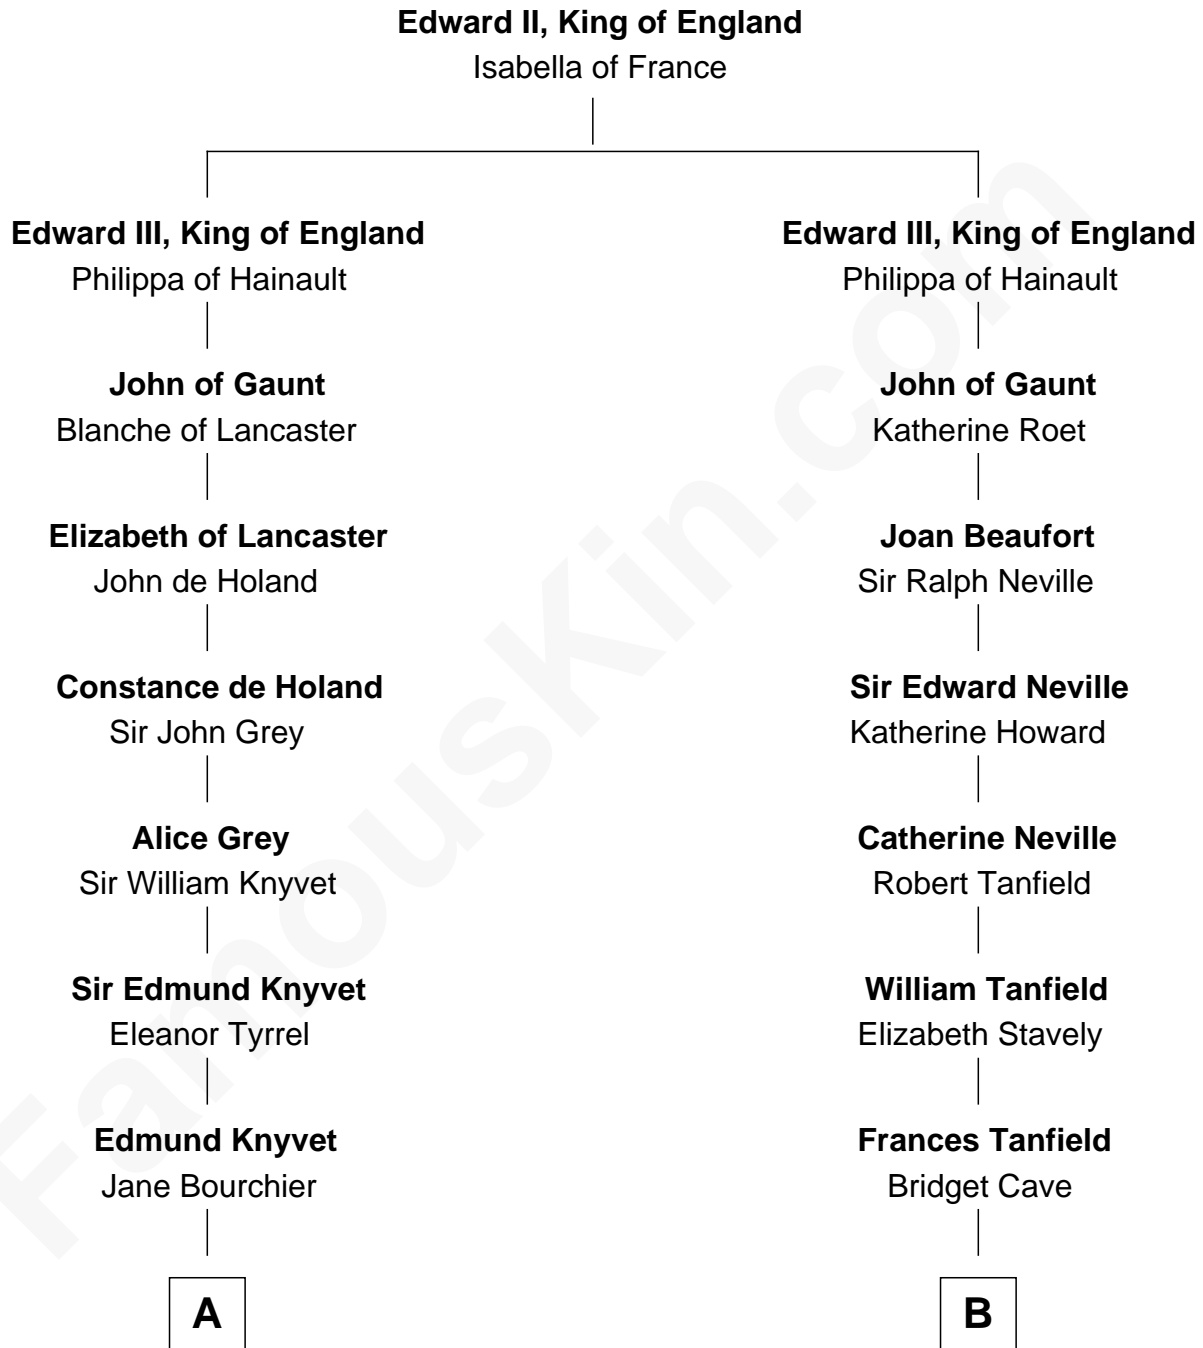 Edward II, King of England
Isabella of France
Edward III, King of England
Philippa of Hainault
John of Gaunt
Blanche of Lancaster
Elizabeth of Lancaster
John de Holand
Constance de Holand
Sir John Grey
Alice Grey
Sir William Knyvet
Sir Edmund Knyvet
Eleanor Tyrrel
Edmund Knyvet
Jane Bourchier
A
Edward III, King of England
Philippa of Hainault
John of Gaunt
Katherine Roet
Joan Beaufort
Sir Ralph Neville
Sir Edward Neville
Katherine Howard
Catherine Neville
Robert Tanfield
William Tanfield
Elizabeth Stavely
Frances Tanfield
Bridget Cave
B
FamousKin.com